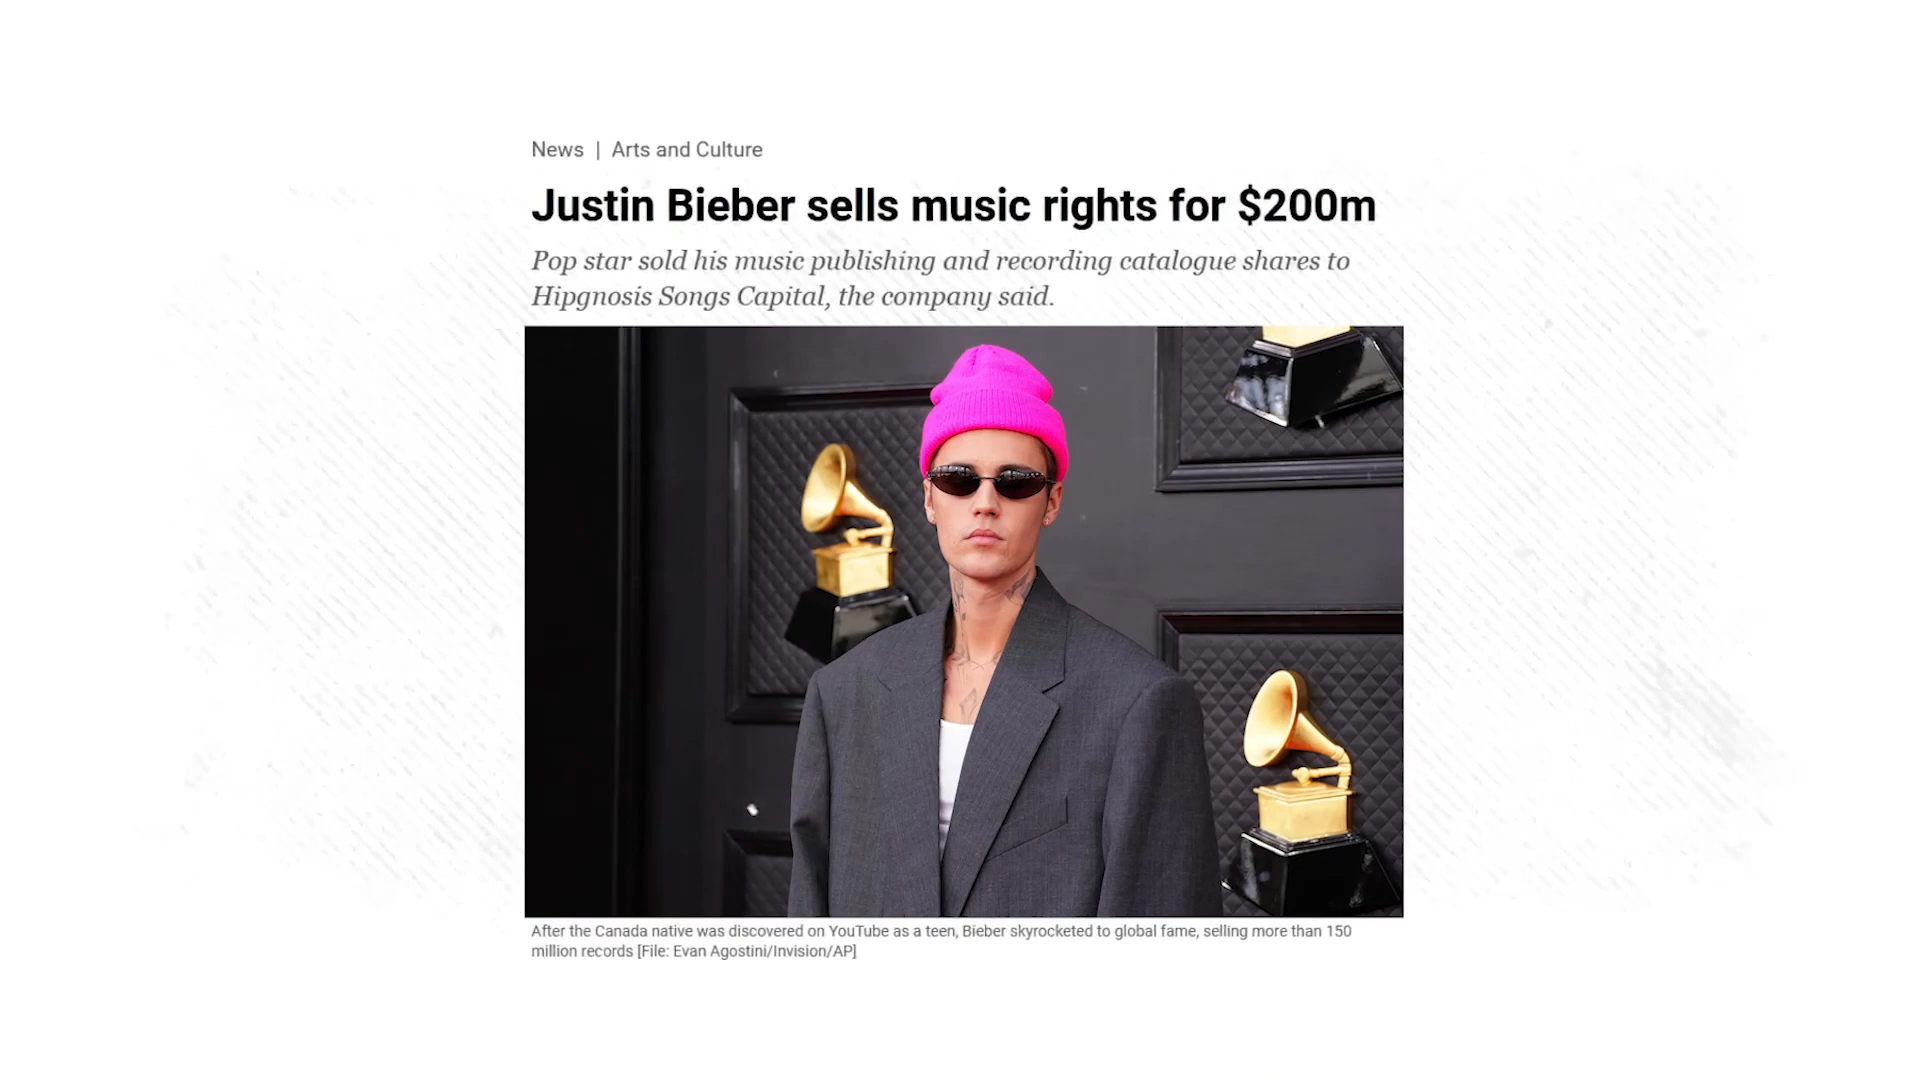 News | Arts and Culture
Justin Bieber sells music rights for $200m
Pop star sold his music publishing and recording catalogue shares to
Hipgnosis Songs Capital, the company said.
After the Canada native was discovered on YouTube as a teen, Bieber skyrocketed to global fame, selling more than 150
million records [File: Evan Agostini/Invision/AP]